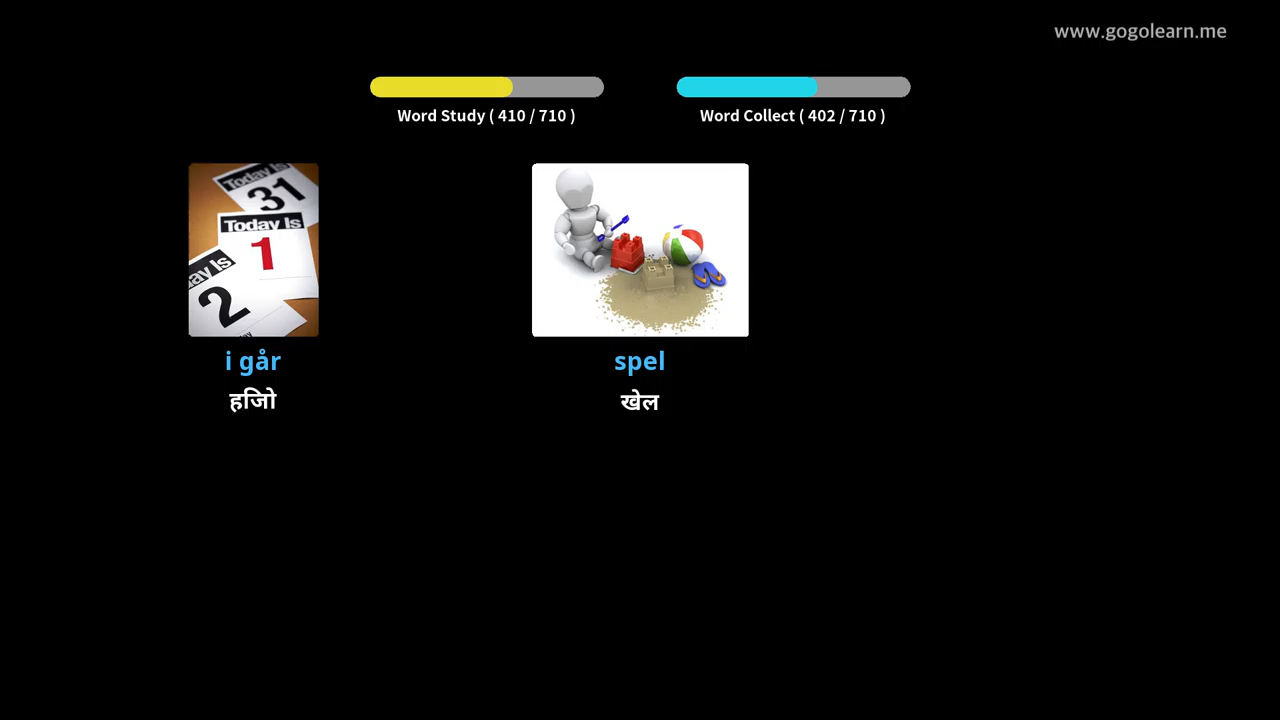 www.gogolearn.me
Word Study ( 410 / 710 )
Word Collect ( 402 / 710 )
Today Is
31
Today Is
1
ay Is
2
i går
हिजो
spel
खेल